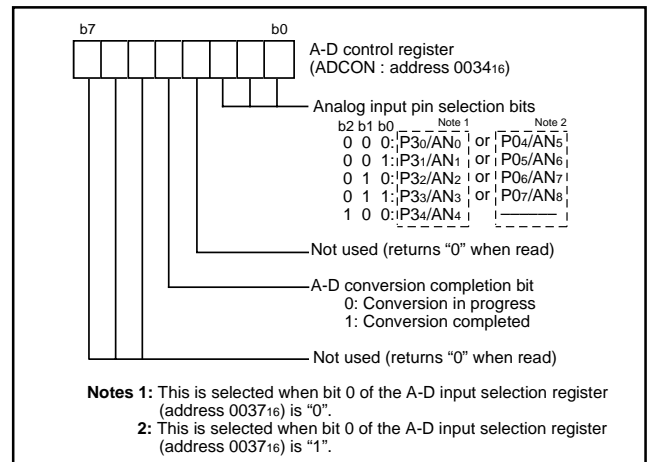 b7 b0
A-D control register
(ADCON : address 003416)
Analog input pin selection bits
b2 b1 b0 Note 1 Note 2
0 0 0: P30/AN0 or P04/AN5
0 0 1: P31/AN1 or P05/AN6
0 1 0: P32/AN2 or P06/AN7
0 1 1: P33/AN3 or P07/AN8
1 0 0: P34/AN4 ———
Not used (returns “0” when read)
A-D conversion completion bit
0: Conversion in progress
1: Conversion completed
Not used (returns “0” when read)
Notes 1: This is selected when bit 0 of the A-D input selection register
(address 003716) is “0”.
2: This is selected when bit 0 of the A-D input selection register
(address 003716) is “1”.